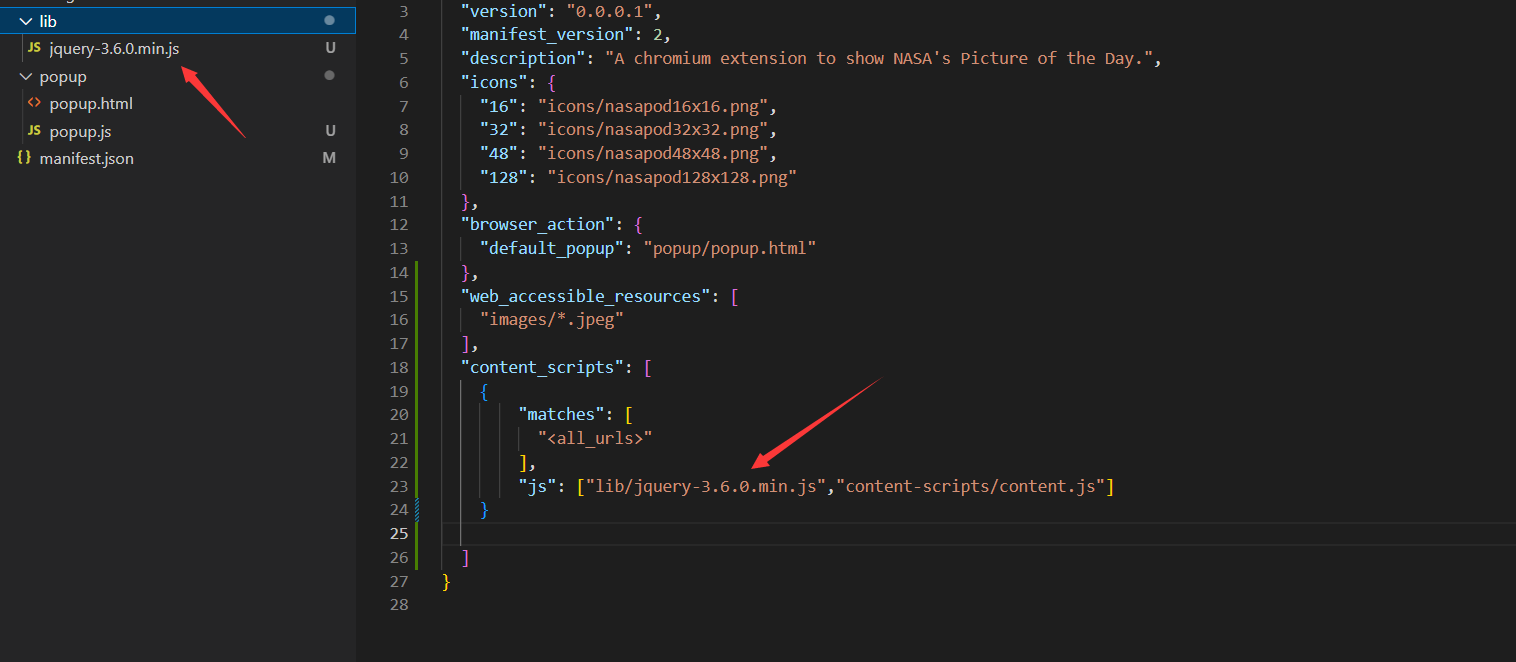 lib
JS jquery-3.6.0.min.js U
popup
<> popup.html
JS popup.js U
{} manifest.json M
3 "version": "0.0.0.1",
4 "manifest_version": 2,
5 "description": "A chromium extension to show NASA's Picture of the Day.",
6 "icons": {
7 "16": "icons/nasapod16x16.png",
8 "32": "icons/nasapod32x32.png",
9 "48": "icons/nasapod48x48.png",
10 "128": "icons/nasapod128x128.png"
11 },
12 "browser_action": {
13 "default_popup": "popup/popup.html"
14 },
15 "web_accessible_resources": [
16 "images/*.jpeg"
17 ],
18 "content_scripts": [
19 {
20 "matches": [
21 "<all_urls>"
22 ],
23 "js": ["lib/jquery-3.6.0.min.js","content-scripts/content.js"]
24 }
25
26 ]
27 }
28